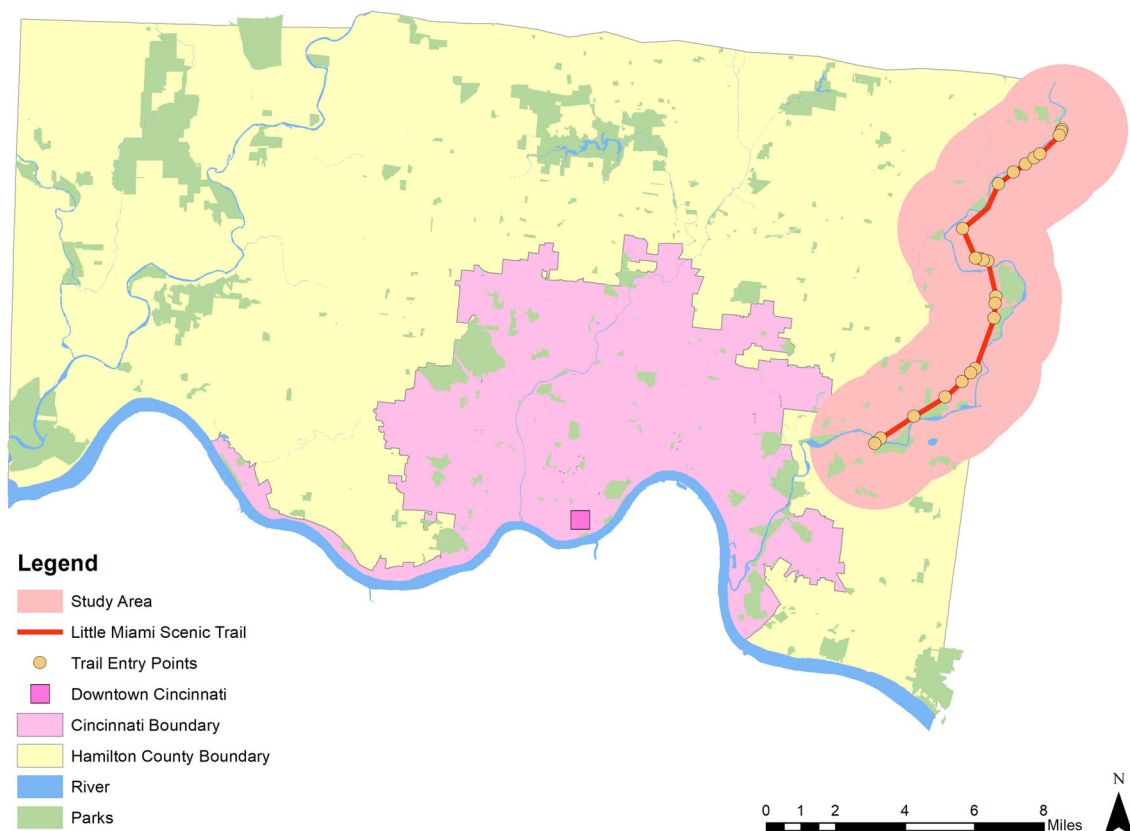 Legend
Study Area
Little Miami Scenic Trail
Trail Entry Points
Downtown Cincinnati
Cincinnati Boundary
Hamilton County Boundary
River
Parks
N
0 2 4 6 8
Miles